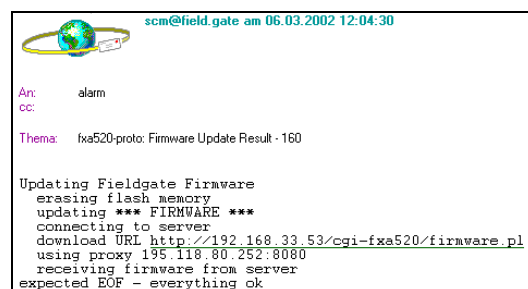 scm@field.gate am 06.03.2002 12:04:30
An: alarm
cc:
Thema: fxa520-proto: Firmware Update Result - 160
Updating Fieldgate Firmware
erasing flash memory
updating *** FIRMWARE ***
connecting to server
download URL http://192.168.33.53/cgi-fxa520/firmware.pl
using proxy 195.118.80.252:8080
receiving firmware from server
expected EOF - everything ok